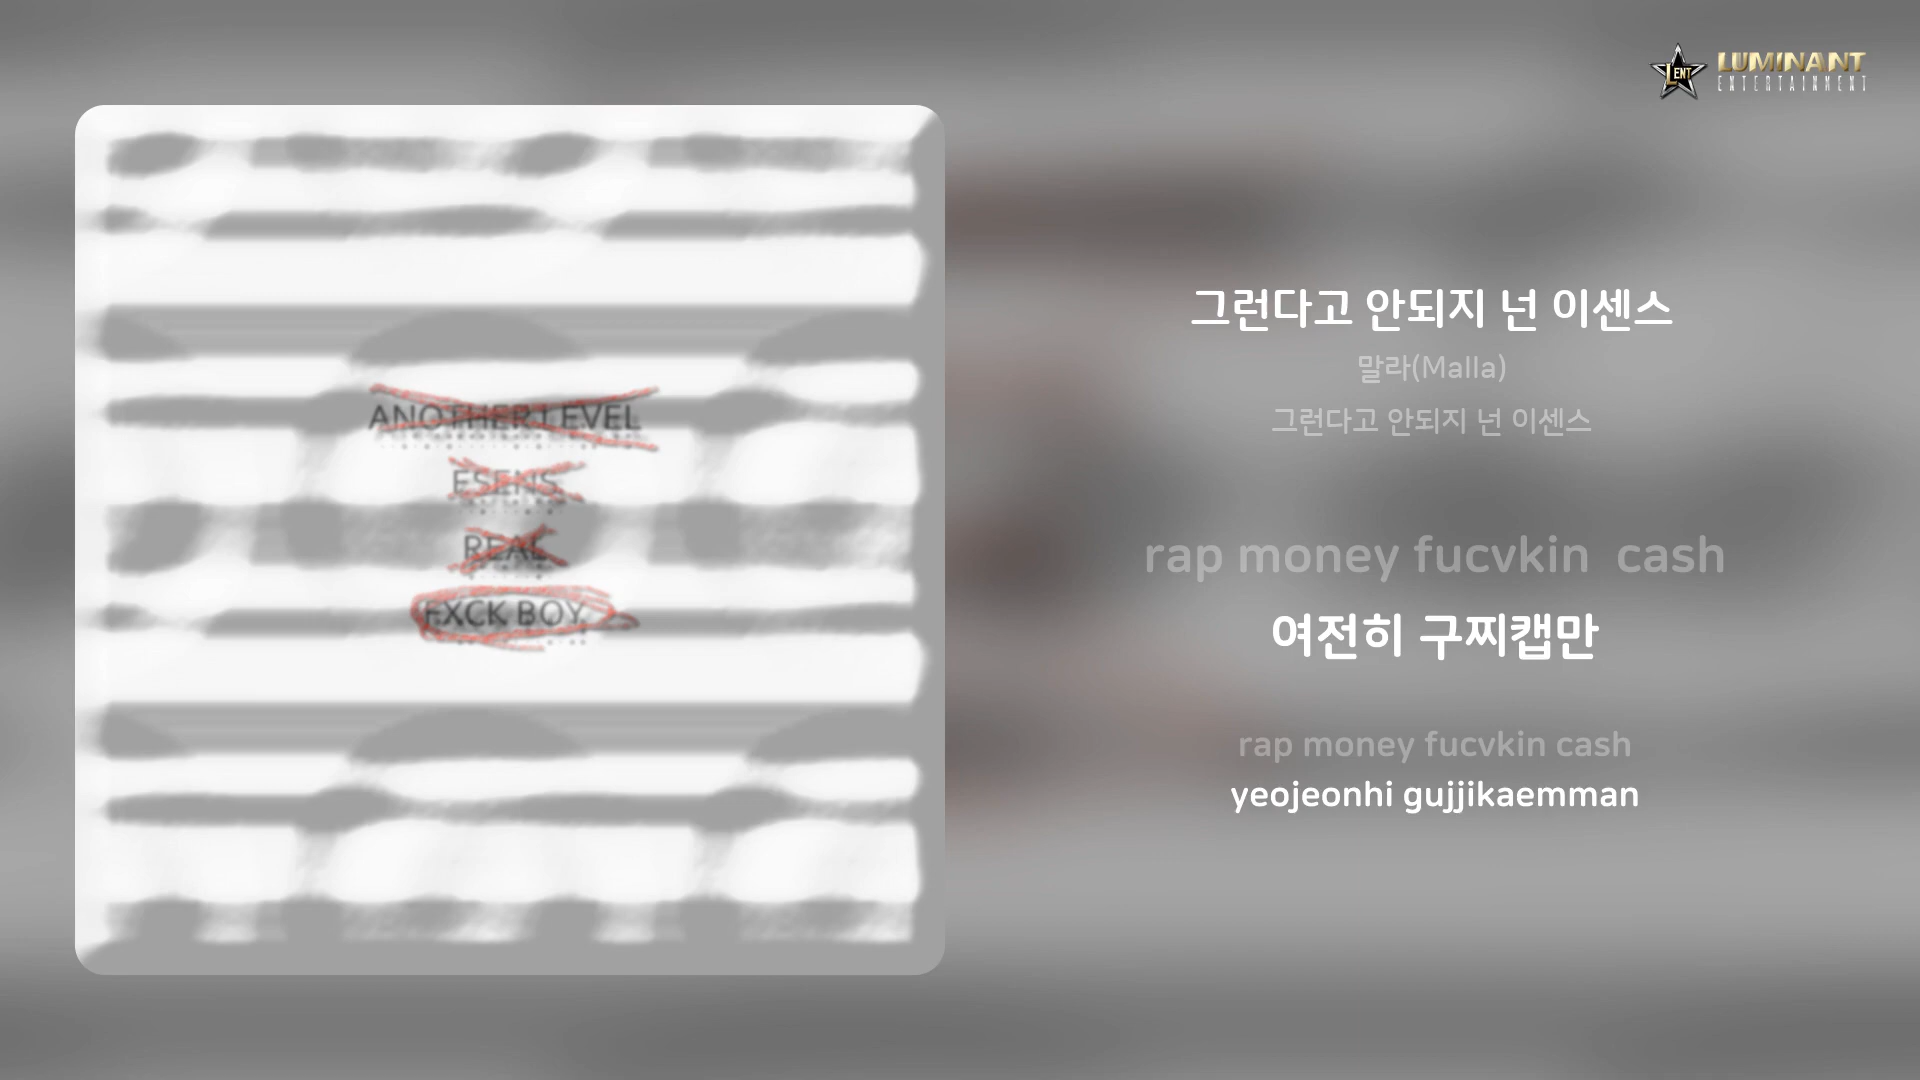 LENT LUMINANT
ENTERTAINMENT
ANOTHER LEVEL
ESENS
REAL
FXCK BOY
그런다고 안되지 넌 이센스
말라(Malla)
그런다고 안되지 넌 이센스
rap money fucvkin cash
여전히 구찌캡만
rap money fucvkin cash
yeojeonhi gujjikaemman